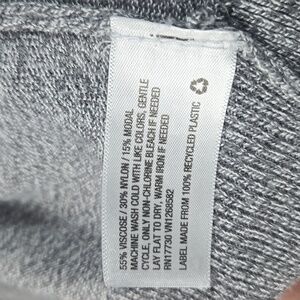 55% VISCOSE / 30% NYLON / 15% MODAL
MACHINE WASH COLD WITH LIKE COLORS, GENTLE
CYCLE, ONLY NON-CHLORINE BLEACH IF NEEDED
LAY FLAT TO DRY, WARM IRON IF NEEDED
RN17730 VN1268582
LABEL MADE FROM 100% RECYCLED PLASTIC